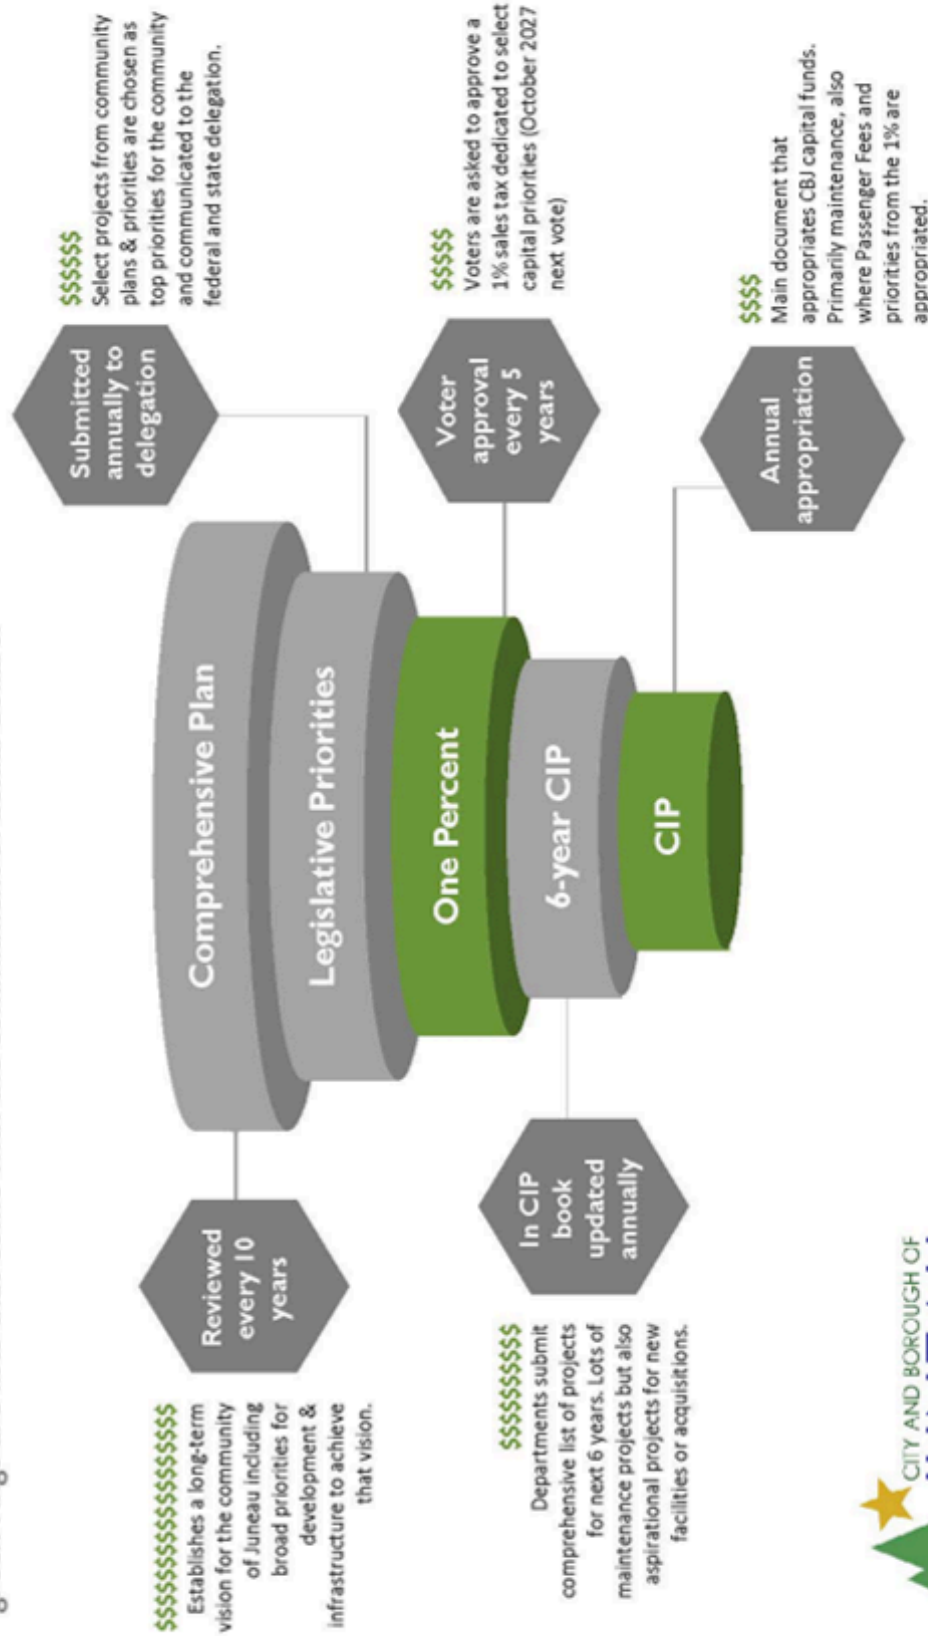 $$$$$$$$$$$$$$$$$$$
Establishes a long-term
vision for the community
of Juneau including
broad priorities for
development &
infrastructure to achieve
that vision.
Reviewed
every 10
years
Comprehensive Plan
Submitted
annually to
delegation
$$$$$$
Select projects from community
plans & priorities are chosen as
top priorities for the community
and communicated to the
federal and state delegation.
Legislative Priorities
One Percent
Voter
approval
every 5
years
$$$$$
Voters are asked to approve a
1% sales tax dedicated to select
capital priorities (October 2027
next vote)
$$$$$$$$$$
Departments submit
comprehensive list of projects
for next 6 years. Lots of
maintenance projects but also
aspirational projects for new
facilities or acquisitions.
In CIP
book
updated
annually
6-year CIP
CIP
Annual
appropriation
$$$$
Main document that
appropriates CBJ capital funds.
Primarily maintenance, also
where Passenger Fees and
priorities from the 1% are
appropriated.
CITY AND BOROUGH OF